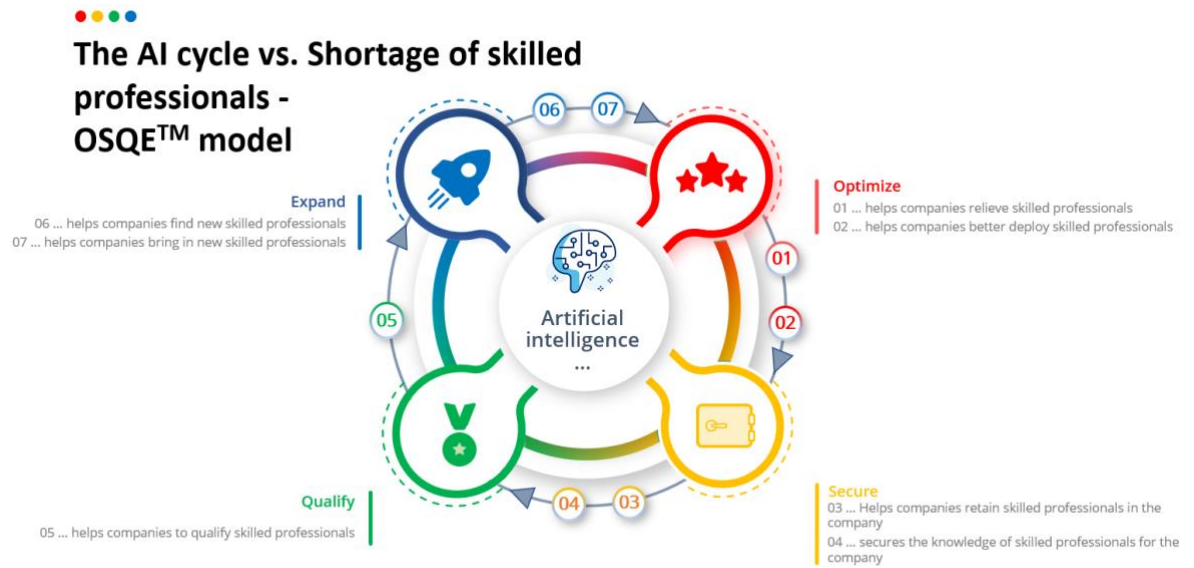 The AI cycle vs. Shortage of skilled
professionals -
OSQE™ model
06
07
Expand
06 ... helps companies find new skilled professionals
07 ... helps companies bring in new skilled professionals
Optimize
01 ... helps companies relieve skilled professionals
02 ... helps companies better deploy skilled professionals
01
02
05
Artificial
intelligence
...
Qualify
05 ... helps companies to qualify skilled professionals
04
03
Secure
03 ... Helps companies retain skilled professionals in the
company
04 ... secures the knowledge of skilled professionals for the
company